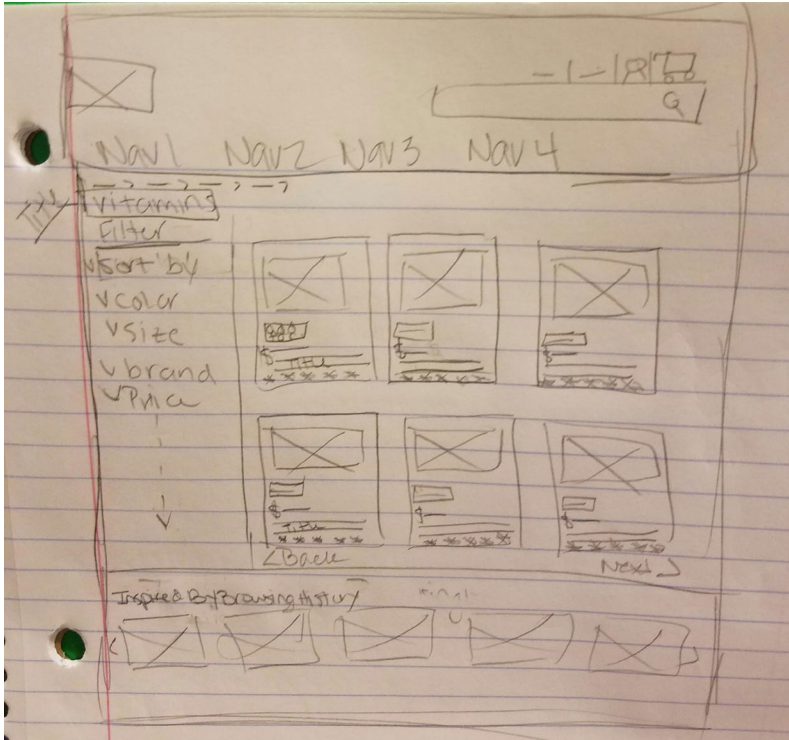 Nav1 Nav2 Nav3 Nav4
Title
vitamins
Filter
sort by
color
size
brand
Price
$
Title
$
$
$
Title
$
$
<Back
Next >
Inspired By Browsing History